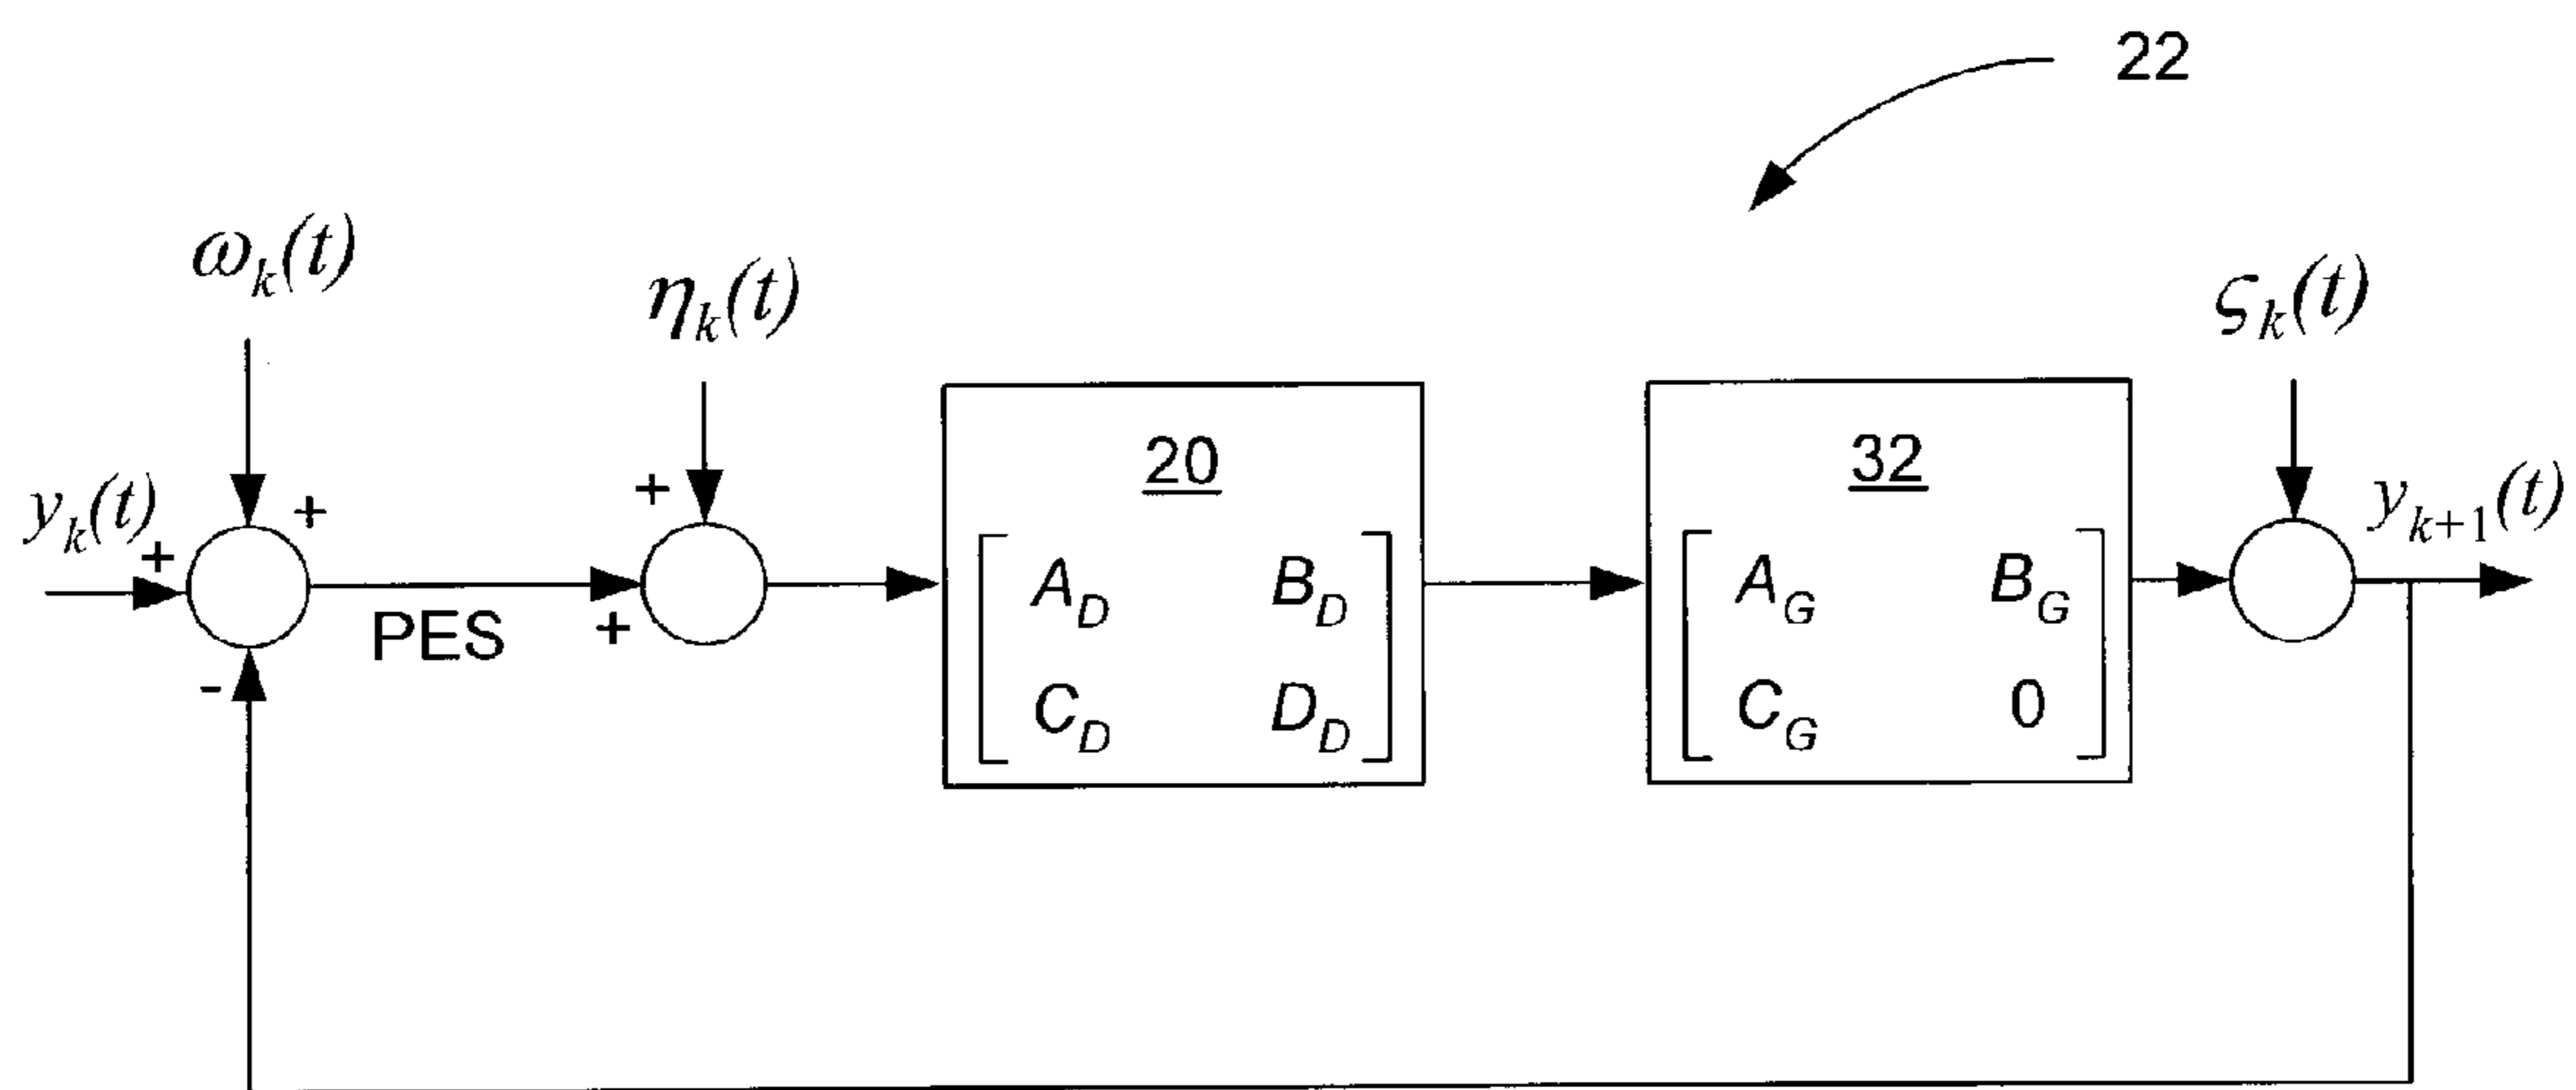 22
ωk(t)
ηk(t)
ςk(t)
yk(t)
+
+
-
PES
+
+
20
AD BD
CD DD
32
AG BG
CG 0
yk+1(t)